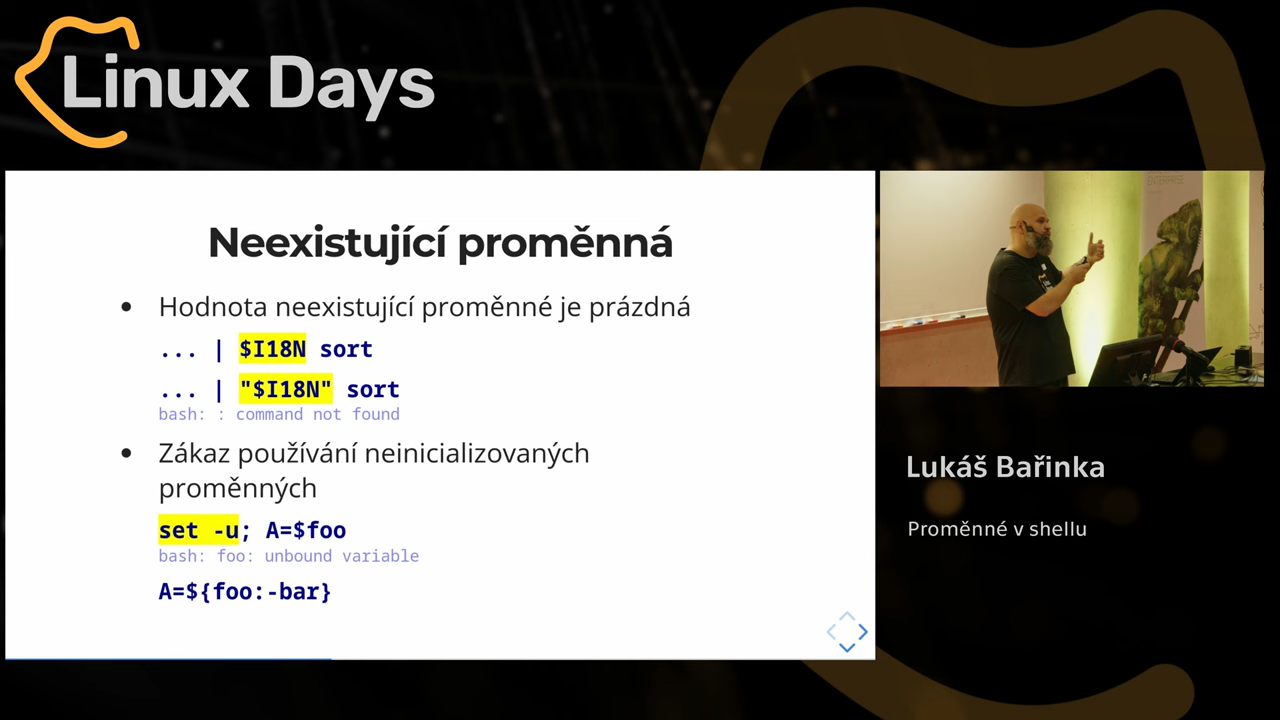 Linux Days
Neexistující proměnná
Hodnota neexistující proměnné je prázdná
... | $I18N sort
... | "$I18N" sort
bash: : command not found
Zákaz používání neinicializovaných
proměnných
set -u; A=$foo
bash: foo: unbound variable
A=${foo:-bar}
ENTERPRISE
Lukáš Bařinka
Proměnné v shellu